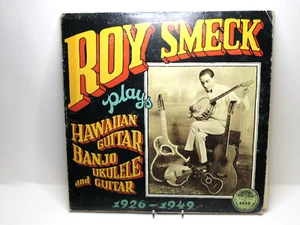 ROY SMECK
plays
HAWAIIAN
GUITAR
BANJO
UKULELE
and GUITAR
1926-1949